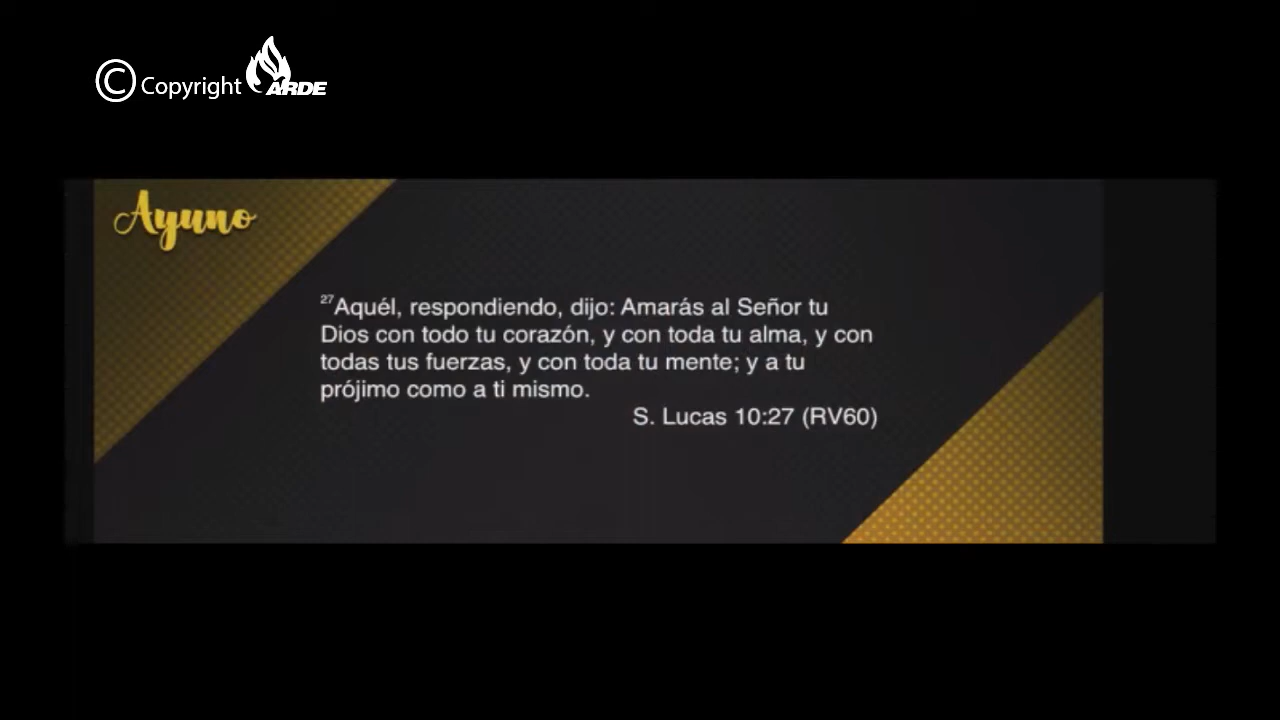 © Copyright ARDE
Ayuno
27Aquél, respondiendo, dijo: Amarás al Señor tu
Dios con todo tu corazón, y con toda tu alma, y con
todas tus fuerzas, y con toda tu mente; y a tu
prójimo como a ti mismo.
S. Lucas 10:27 (RV60)